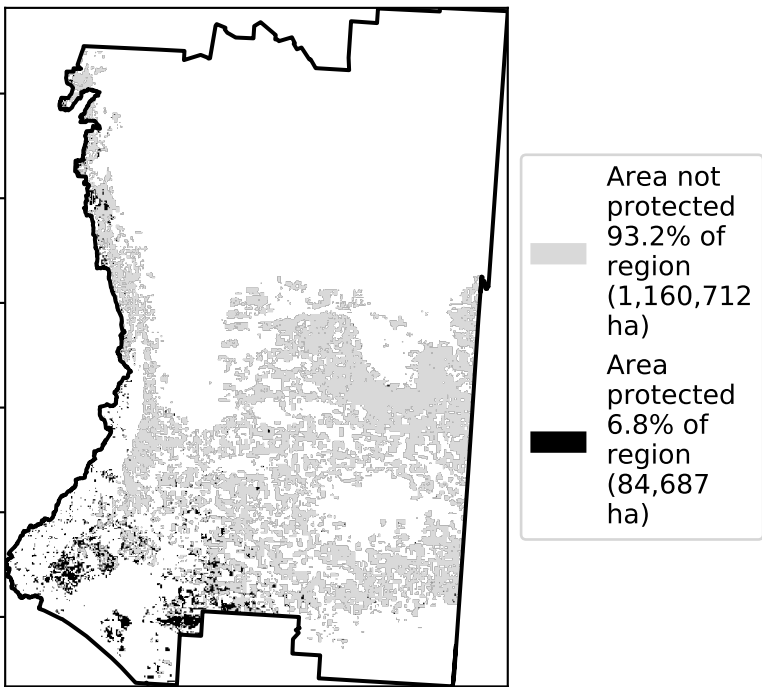 Area not
protected
93.2% of
region
(1,160,712
ha)
Area
protected
6.8% of
region
(84,687
ha)